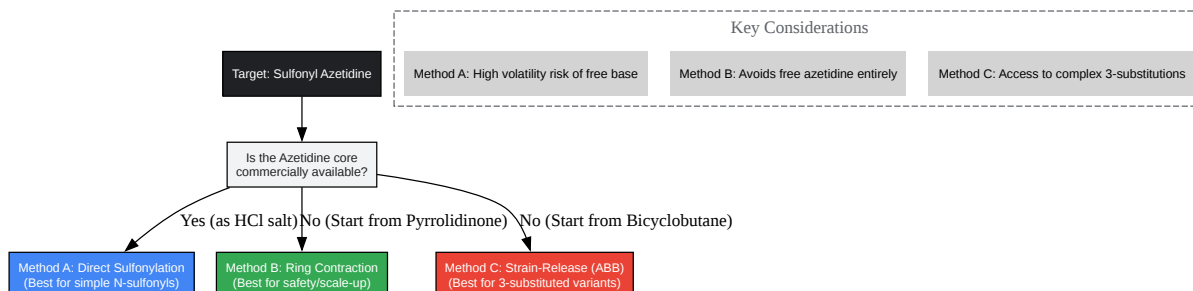 Key Considerations
Target: Sulfonyl Azetidine
Method A: High volatility risk of free base
Method B: Avoids free azetidine entirely
Method C: Access to complex 3-substitutions
Is the Azetidine core
commercially available?
Yes (as HCl salt)
No (Start from Pyrrolidinone)
No (Start from Bicyclobutane)
Method A: Direct Sulfonylation
(Best for simple N-sulfonyls)
Method B: Ring Contraction
(Best for safety/scale-up)
Method C: Strain-Release (ABB)
(Best for 3-substituted variants)